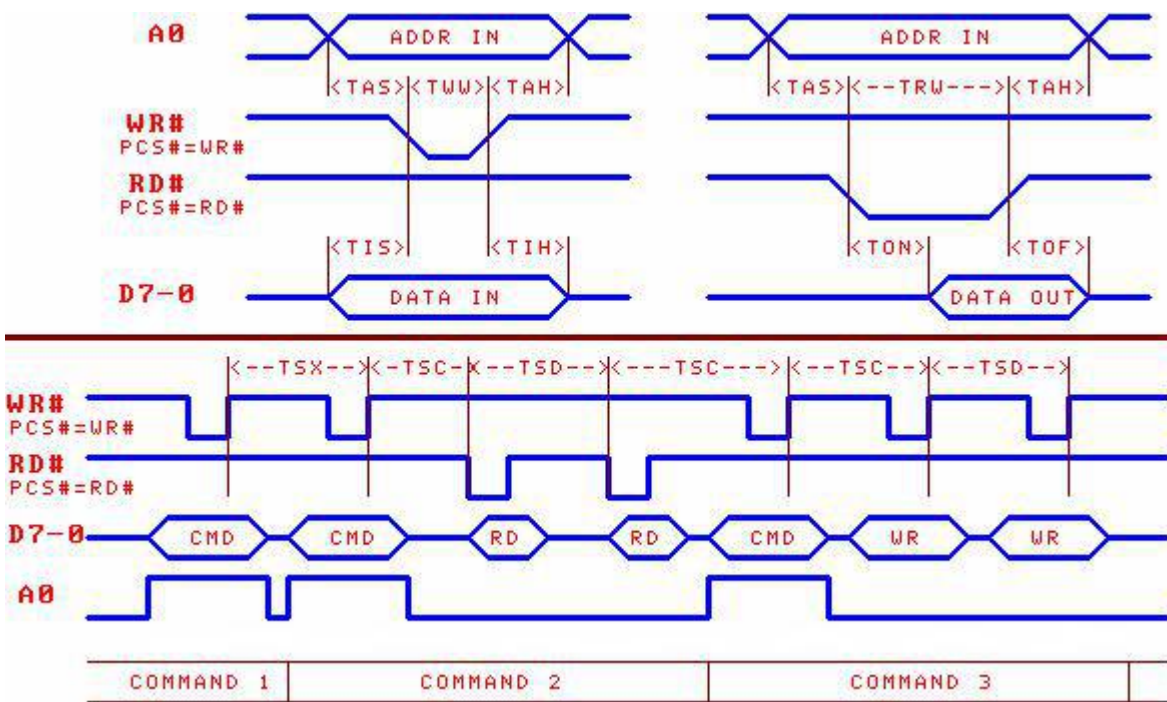 A0 ADDR IN ADDR IN
<TAS><TWW><TAH> <TAS><--TRW---><TAH>
WR#
PCS#=WR#
RD#
PCS#=RD#
<TIS> <TIH> <TON> <TOF>
D7-0 DATA IN DATA OUT
<--TSX--><-TSC-><--TSD--><---TSC---><--TSC--><--TSD-->
WR#
PCS#=WR#
RD#
PCS#=RD#
D7-0 CMD CMD RD RD CMD WR WR
A0
COMMAND 1 COMMAND 2 COMMAND 3